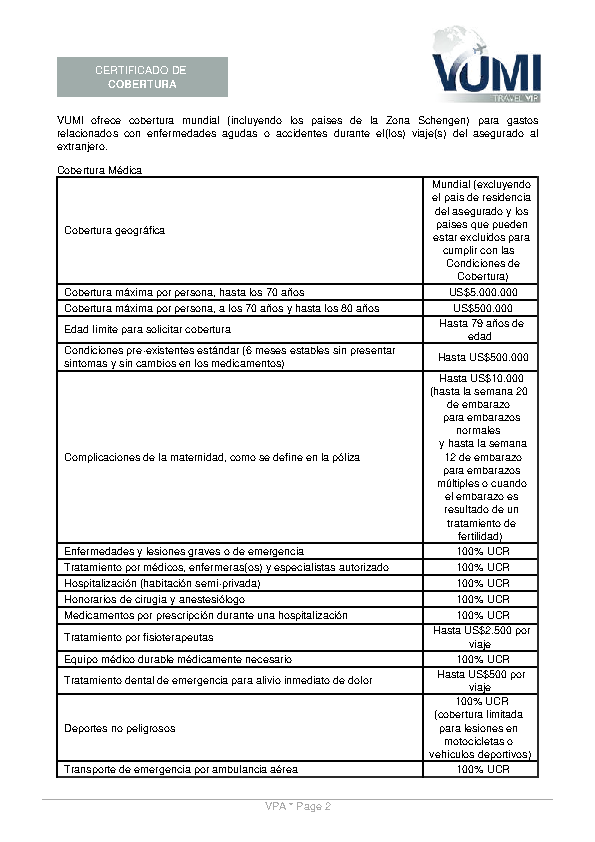 CERTIFICADO DE
COBERTURA
VUMI
TRAVEL VIP
VUMI ofrece cobertura mundial (incluyendo los países de la Zona Schengen) para gastos
relacionados con enfermedades agudas o accidentes durante el(los) viaje(s) del asegurado al
extranjero.
Cobertura Médica
Cobertura geográfica
Mundial (excluyendo
el país de residencia
del asegurado y los
países que pueden
estar excluidos para
cumplir con las
Condiciones de
Cobertura)
Cobertura máxima por persona, hasta los 70 años
US$5.000.000
Cobertura máxima por persona, a los 70 años y hasta los 80 años
US$500.000
Edad límite para solicitar cobertura
Hasta 79 años de
edad
Condiciones pre-existentes estándar (6 meses estables sin presentar
síntomas y sin cambios en los medicamentos)
Hasta US$500.000
Complicaciones de la maternidad, como se define en la póliza
Hasta US$10.000
(hasta la semana 20
de embarazo
para embarazos
normales
y hasta la semana
12 de embarazo
para embarazos
múltiples o cuando
el embarazo es
resultado de un
tratamiento de
fertilidad)
Enfermedades y lesiones graves o de emergencia
100% UCR
Tratamiento por médicos, enfermeras(os) y especialistas autorizado
100% UCR
Hospitalización (habitación semi-privada)
100% UCR
Honorarios de cirugía y anestesiólogo
100% UCR
Medicamentos por prescripción durante una hospitalización
100% UCR
Tratamiento por fisioterapeutas
Hasta US$2.500 por
viaje
Equipo médico durable médicamente necesario
100% UCR
Tratamiento dental de emergencia para alivio inmediato de dolor
Hasta US$500 por
viaje
Deportes no peligrosos
100% UCR
(cobertura limitada
para lesiones en
motocicletas o
vehículos deportivos)
Transporte de emergencia por ambulancia aérea
100% UCR
VPA * Page 2